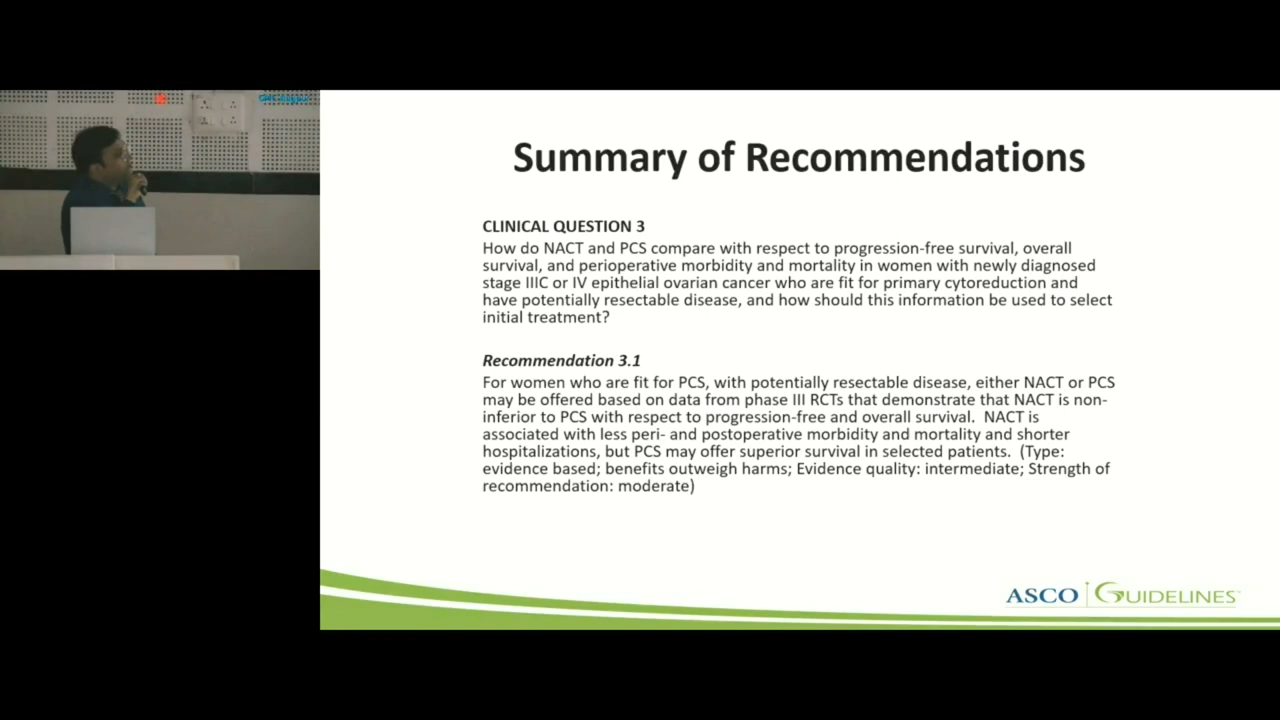 Summary of Recommendations
CLINICAL QUESTION 3
How do NACT and PCS compare with respect to progression-free survival, overall
survival, and perioperative morbidity and mortality in women with newly diagnosed
stage IIIC or IV epithelial ovarian cancer who are fit for primary cytoreduction and
have potentially resectable disease, and how should this information be used to select
initial treatment?
Recommendation 3.1
For women who are fit for PCS, with potentially resectable disease, either NACT or PCS
may be offered based on data from phase III RCTs that demonstrate that NACT is non-
inferior to PCS with respect to progression-free and overall survival.  NACT is
associated with less peri- and postoperative morbidity and mortality and shorter
hospitalizations, but PCS may offer superior survival in selected patients.  (Type:
evidence based; benefits outweigh harms; Evidence quality: intermediate; Strength of
recommendation: moderate)
ASCO GUIDELINES